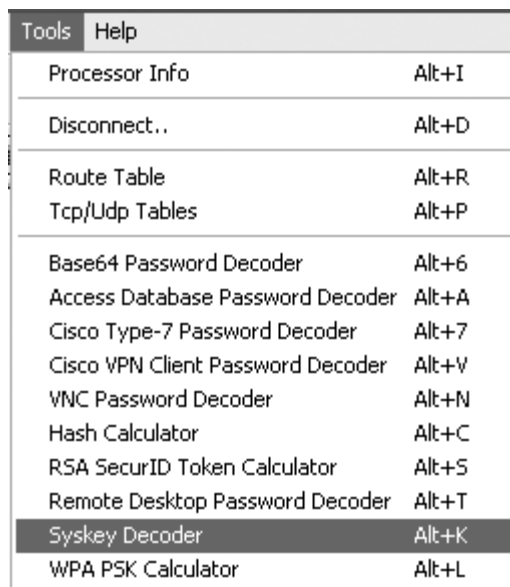 Tools Help
Processor Info Alt+I
Disconnect.. Alt+D
Route Table Alt+R
Tcp/Udp Tables Alt+P
Base64 Password Decoder Alt+6
Access Database Password Decoder Alt+A
Cisco Type-7 Password Decoder Alt+7
Cisco VPN Client Password Decoder Alt+V
VNC Password Decoder Alt+N
Hash Calculator Alt+C
RSA SecurID Token Calculator Alt+S
Remote Desktop Password Decoder Alt+T
Syskey Decoder Alt+K
WPA PSK Calculator Alt+L